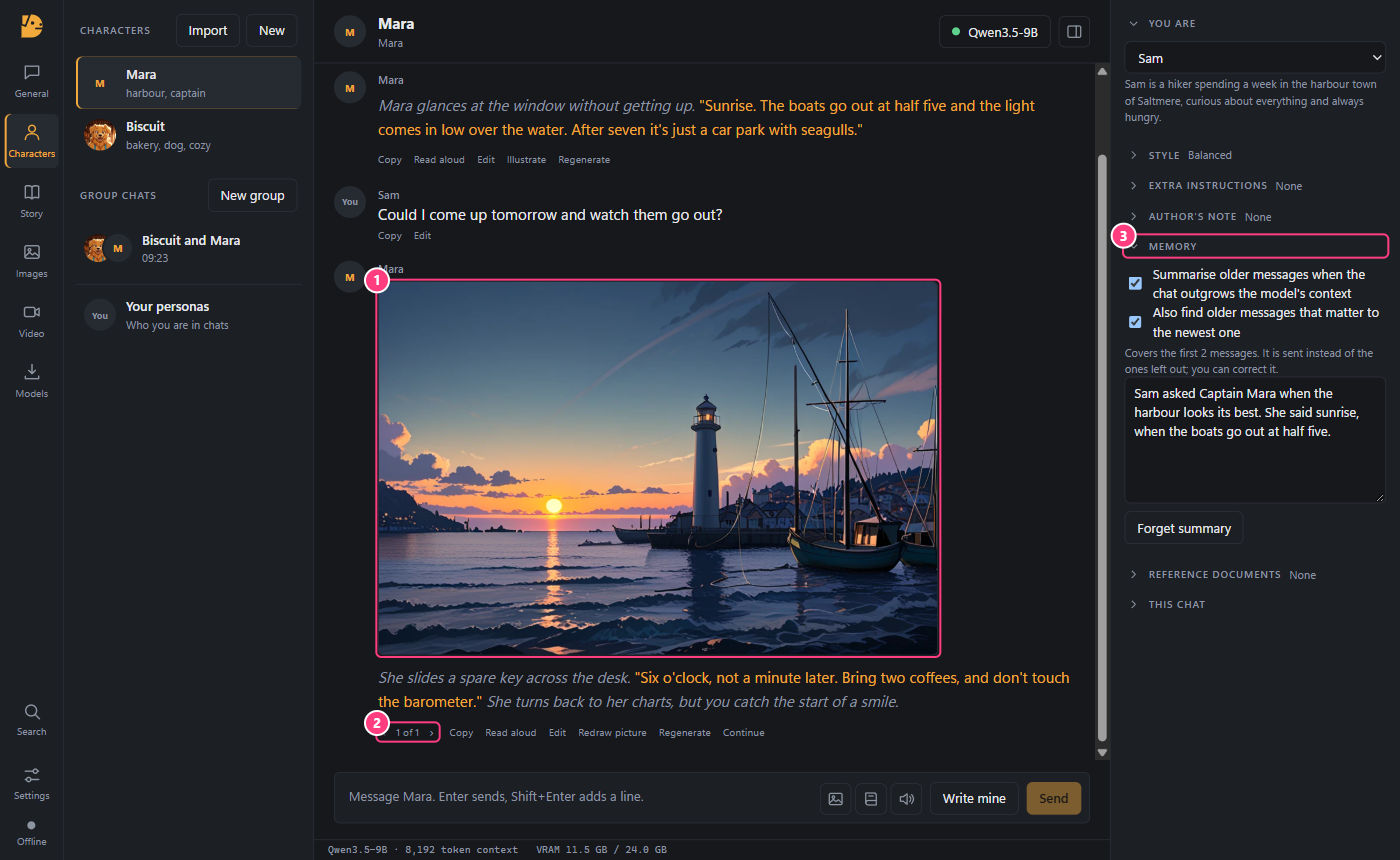 General
Characters
Story
Images
Video
Models
Search
Settings
Offline
CHARACTERS
Import
New
M
Mara
harbour, captain
Biscuit
bakery, dog, cozy
GROUP CHATS
New group
M
Biscuit and Mara
09:23
You
Your personas
Who you are in chats
M
Mara
Mara
Qwen3.5-9B
M
Mara
Mara glances at the window without getting up. "Sunrise. The boats go out at half five and the light
comes in low over the water. After seven it's just a car park with seagulls."
Copy Read aloud Edit Illustrate Regenerate
You
Sam
Could I come up tomorrow and watch them go out?
Copy Edit
M
Mara
1
She slides a spare key across the desk. "Six o'clock, not a minute later. Bring two coffees, and don't touch
the barometer." She turns back to her charts, but you catch the start of a smile.
2
1 of 1 › Copy Read aloud Edit Redraw picture Regenerate Continue
Message Mara. Enter sends, Shift+Enter adds a line.
Write mine
Send
Qwen3.5-9B · 8,192 token context VRAM 11.5 GB / 24.0 GB
YOU ARE
Sam
Sam is a hiker spending a week in the harbour town
of Saltmere, curious about everything and always
hungry.
STYLE Balanced
EXTRA INSTRUCTIONS None
AUTHOR'S NOTE None
3
MEMORY
Summarise older messages when the
chat outgrows the model's context
Also find older messages that matter to
the newest one
Covers the first 2 messages. It is sent instead of the
ones left out; you can correct it.
Sam asked Captain Mara when the
harbour looks its best. She said sunrise,
when the boats go out at half five.
Forget summary
REFERENCE DOCUMENTS None
THIS CHAT